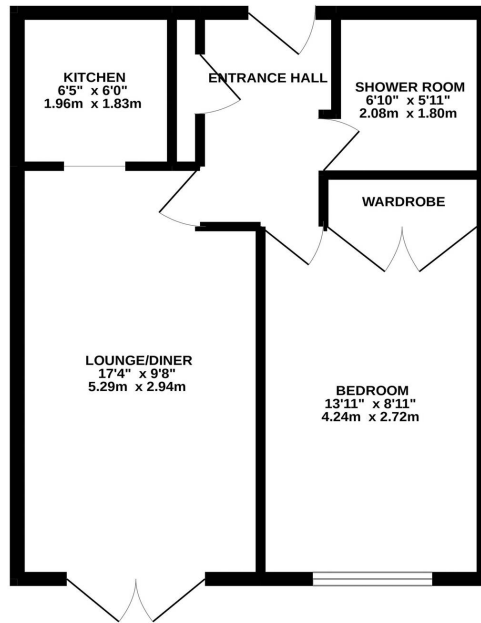 KITCHEN
6'5" x 6'0"
1.96m x 1.83m
ENTRANCE HALL
SHOWER ROOM
6'10" x 5'11"
2.08m x 1.80m
WARDROBE
LOUNGE/DINER
17'4" x 9'8"
5.29m x 2.94m
BEDROOM
13'11" x 8'11"
4.24m x 2.72m